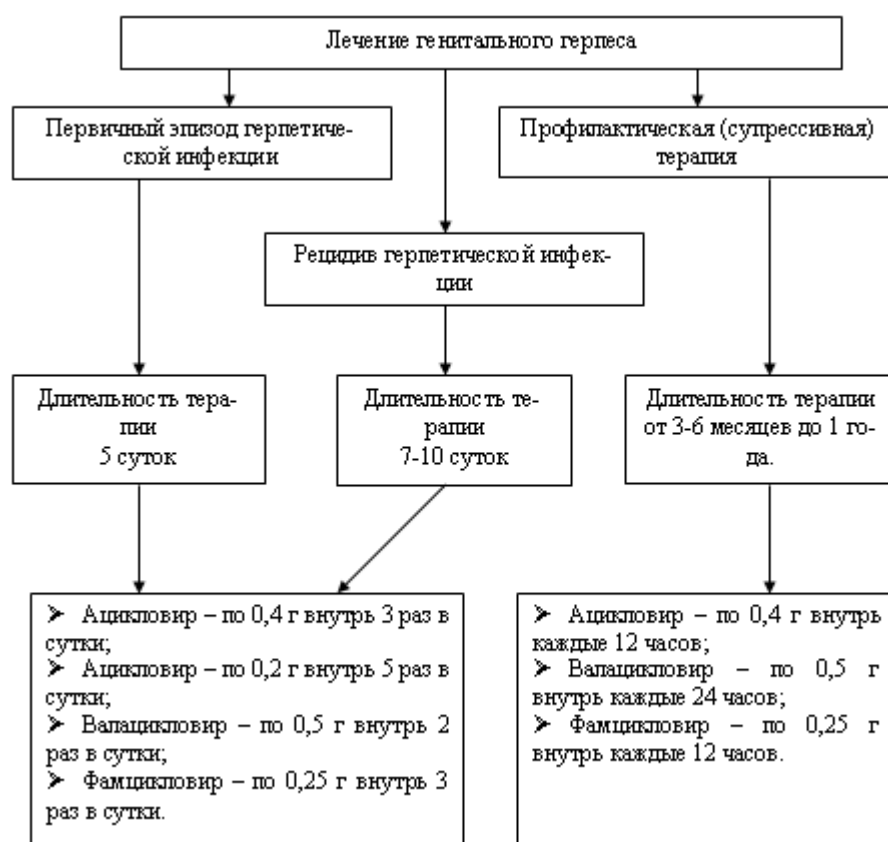 Лечение генитального герпеса
Первичный эпизод герпетиче-
ской инфекции
Профилактическая (супрессивная)
терапия
Рецидив герпетической инфек-
ции
Длительность тера-
пии
5 суток
Длительность те-
рапии
7-10 суток
Длительность терапии
от 3-6 месяцев до 1 го-
да.
➤ Ацикловир – по 0,4 г внутрь 3 раз в
сутки;
➤ Ацикловир – по 0,2 г внутрь 5 раз в
сутки;
➤ Валацикловир – по 0,5 г внутрь 2
раз в сутки;
➤ Фамцикловир – по 0,25 г внутрь 3
раз в сутки.
➤ Ацикловир – по 0,4 г внутрь
каждые 12 часов;
➤ Валацикловир – по 0,5 г
внутрь каждые 24 часов;
➤ Фамцикловир – по 0,25 г
внутрь каждые 12 часов.